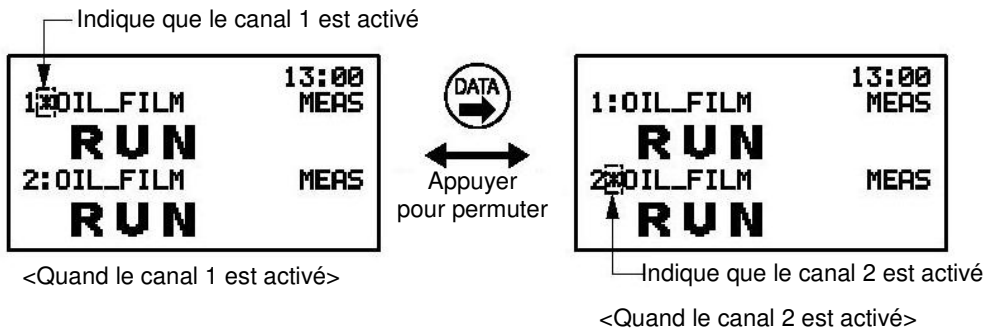 Indique que le canal 1 est activé
13:00
1*OIL_FILM MEAS
RUN
2:OIL_FILM MEAS
RUN
<Quand le canal 1 est activé>
DATA
Appuyer
pour permuter
13:00
1:OIL_FILM MEAS
RUN
2*OIL_FILM MEAS
RUN
Indique que le canal 2 est activé
<Quand le canal 2 est activé>